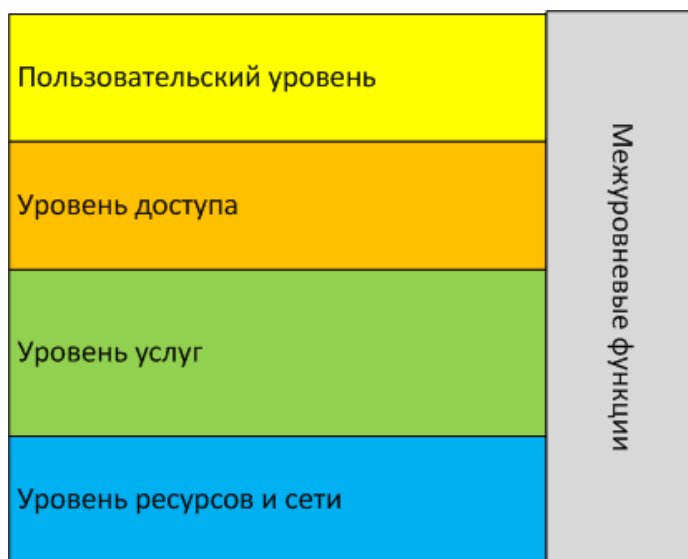 Пользовательский уровень
Уровень доступа
Уровень услуг
Уровень ресурсов и сети
Межуровневые функции